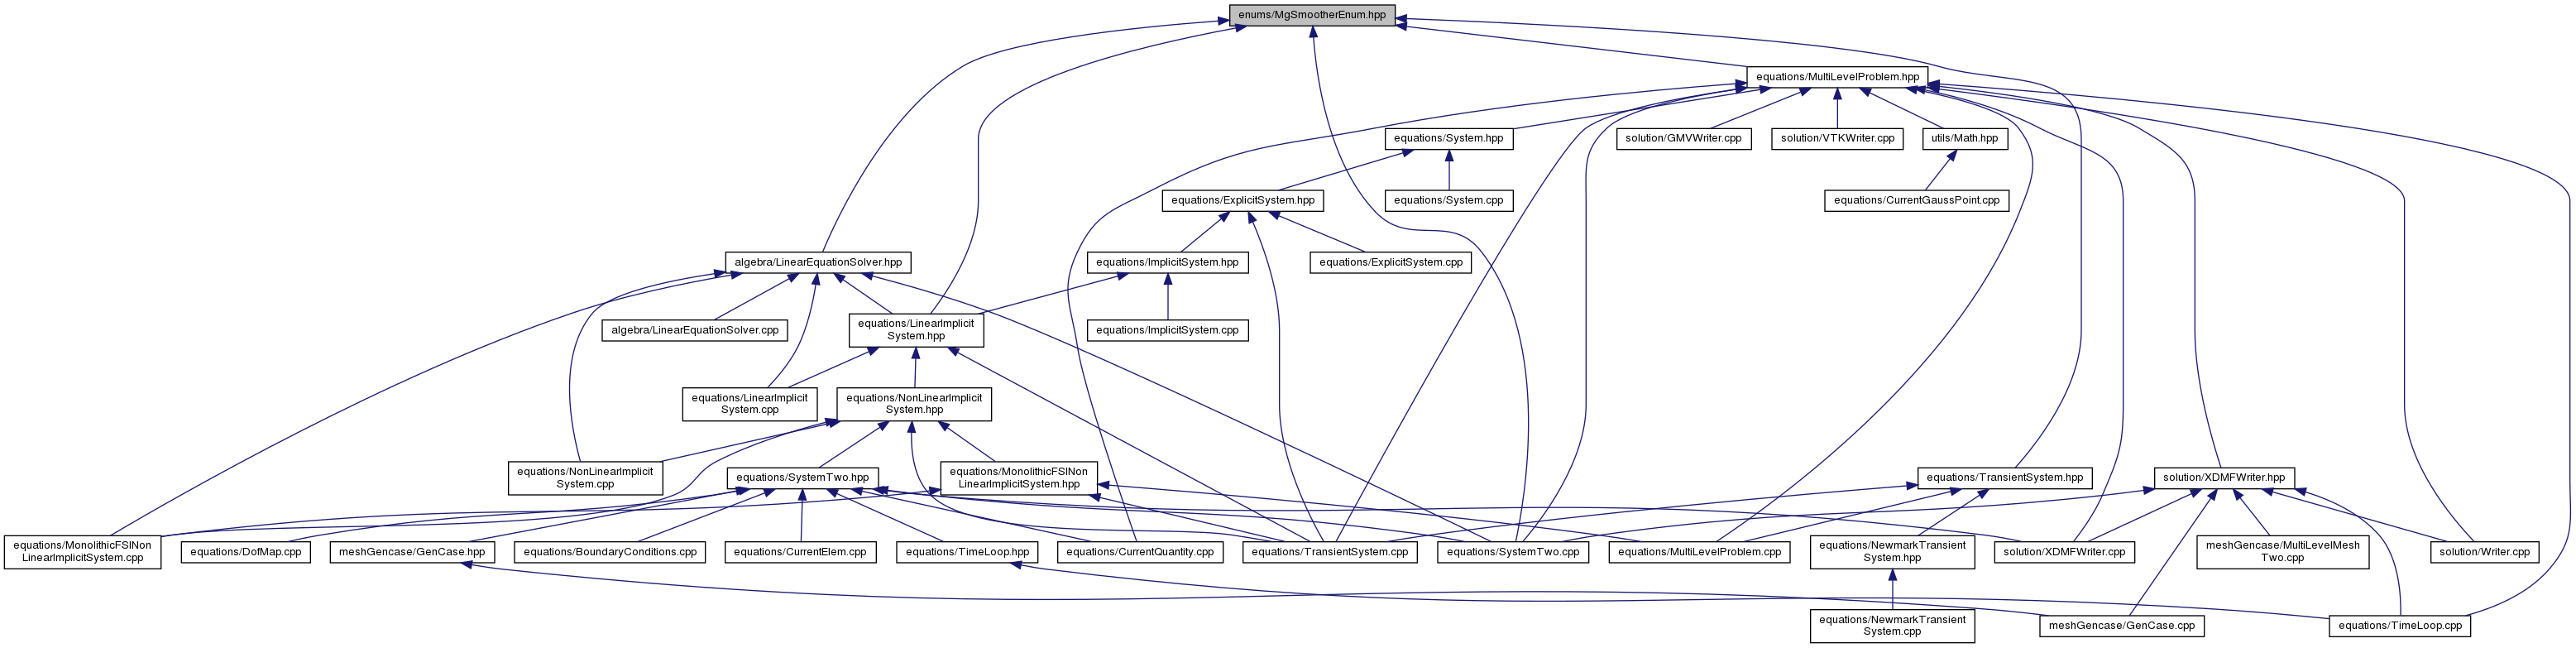 enums/MgSmootherEnum.hpp
equations/MultiLevelProblem.hpp
equations/System.hpp
solution/GMVWriter.cpp
solution/VTKWriter.cpp
utils/Math.hpp
equations/ExplicitSystem.hpp
equations/System.cpp
equations/CurrentGaussPoint.cpp
algebra/LinearEquationSolver.hpp
equations/ImplicitSystem.hpp
equations/ExplicitSystem.cpp
algebra/LinearEquationSolver.cpp
equations/LinearImplicit
System.hpp
equations/ImplicitSystem.cpp
equations/LinearImplicit
System.cpp
equations/NonLinearImplicit
System.hpp
equations/NonLinearImplicit
System.cpp
equations/SystemTwo.hpp
equations/MonolithicFSINon
LinearImplicitSystem.hpp
equations/TransientSystem.hpp
solution/XDMFWriter.hpp
equations/MonolithicFSINon
LinearImplicitSystem.cpp
equations/DofMap.cpp
meshGencase/GenCase.hpp
equations/BoundaryConditions.cpp
equations/CurrentElem.cpp
equations/TimeLoop.hpp
equations/CurrentQuantity.cpp
equations/TransientSystem.cpp
equations/SystemTwo.cpp
equations/MultiLevelProblem.cpp
equations/NewmarkTransient
System.hpp
solution/XDMFWriter.cpp
meshGencase/MultiLevelMesh
Two.cpp
solution/Writer.cpp
equations/NewmarkTransient
System.cpp
meshGencase/GenCase.cpp
equations/TimeLoop.cpp